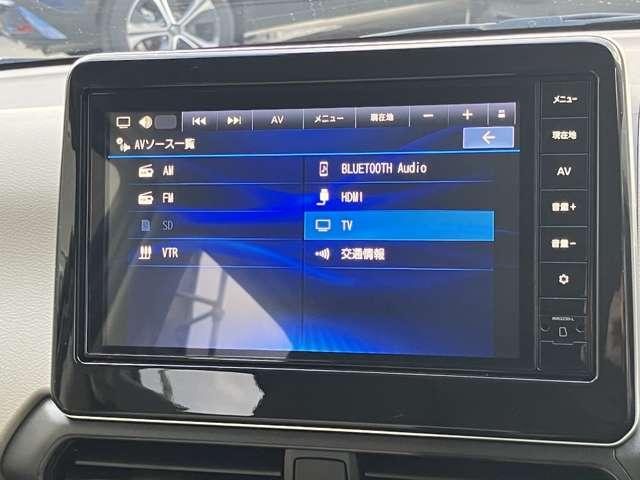 AV メニュー 現在地 − +
AVソース一覧
AM
FM
SD
VTR
BLUETOOTH Audio
HDMI
TV
交通情報
メニュー
現在地
AV
音量+
音量−